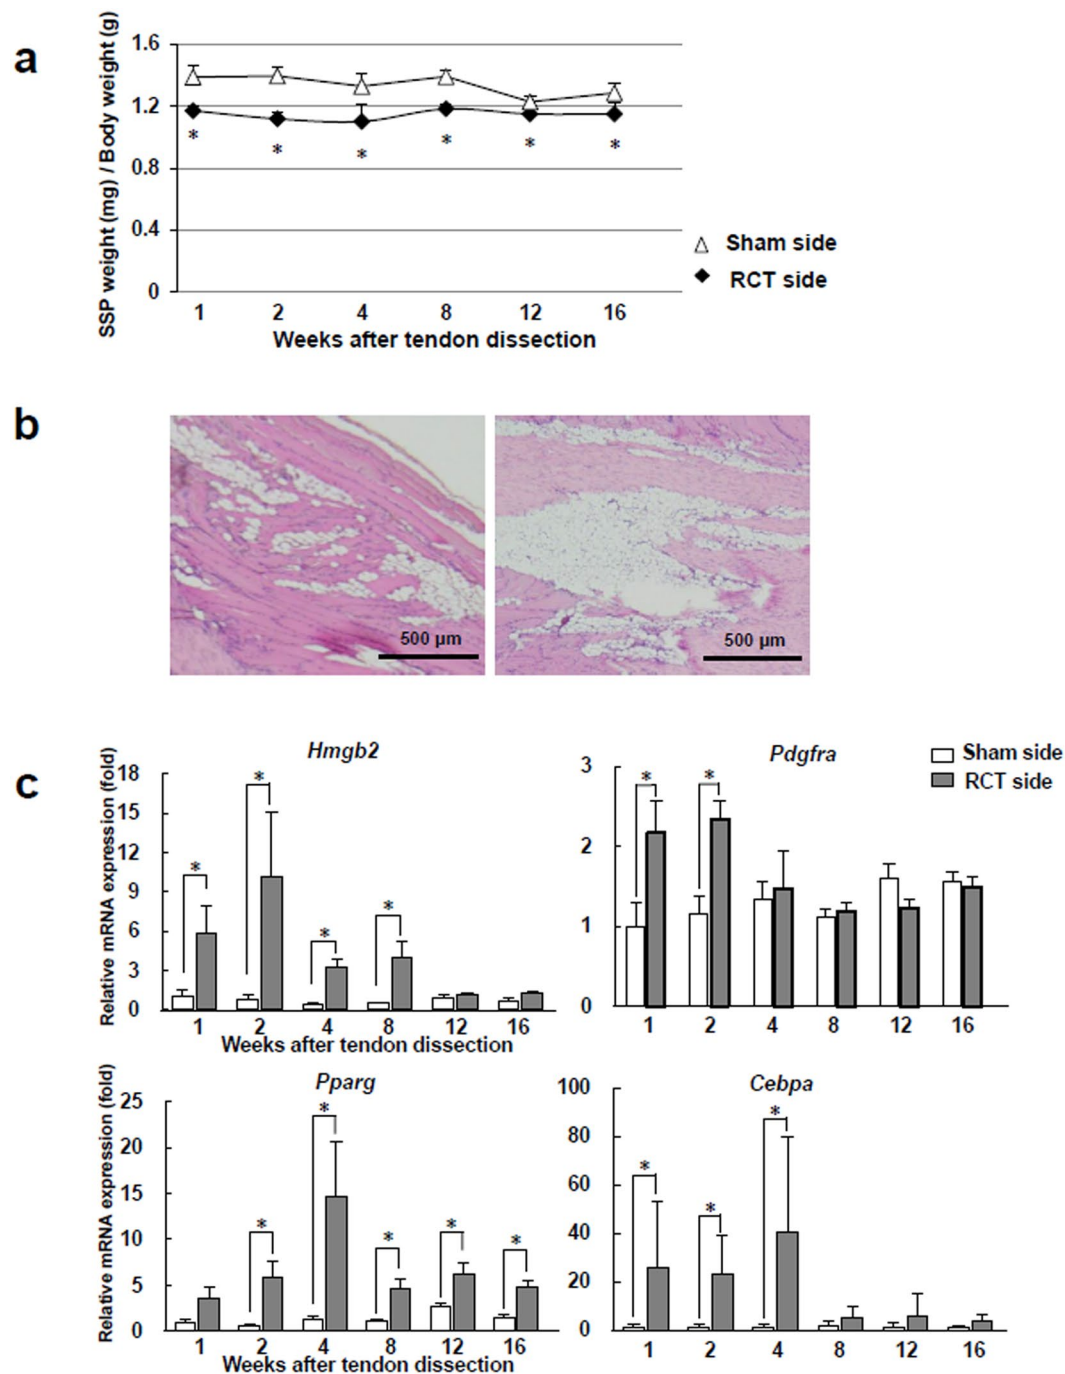 a
SSP weight (mg) / Body weight (g)
1.6
1.2
0.8
0.4
0
* * * * * *
1 2 4 8 12 16
Weeks after tendon dissection
Sham side
RCT side
b
500 μm
500 μm
c
Hmgb2
Relative mRNA expression (fold)
18
15
12
9
6
3
0
* * * *
1 2 4 8 12 16
Weeks after tendon dissection
Pdgfra
Sham side
RCT side
3
2
1
0
* *
1 2 4 8 12 16
Pparg
Relative mRNA expression (fold)
25
20
15
10
5
0
* * * * *
1 2 4 8 12 16
Weeks after tendon dissection
Cebpa
100
80
60
40
20
0
* * *
1 2 4 8 12 16